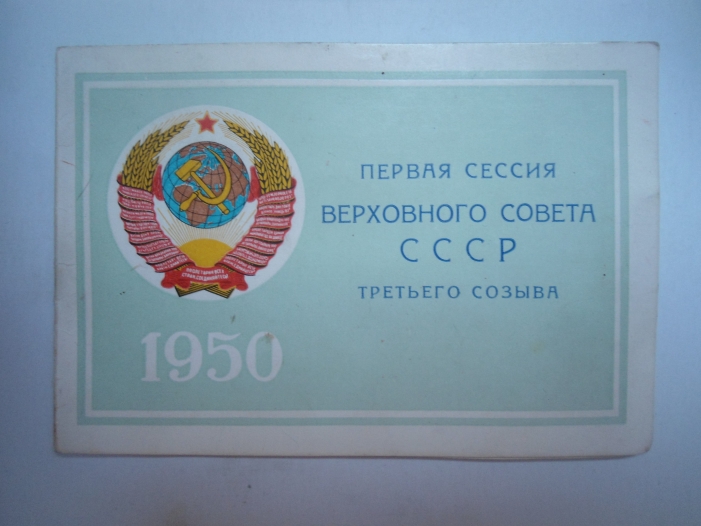 ПЕРВАЯ СЕССИЯ
ВЕРХОВНОГО СОВЕТА
СССР
ТРЕТЬЕГО СОЗЫВА
1950